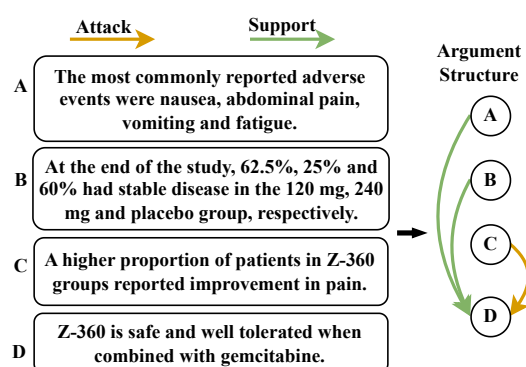 Attack
Support
Argument
Structure
A
The most commonly reported adverse
events were nausea, abdominal pain,
vomiting and fatigue.
B
At the end of the study, 62.5%, 25% and
60% had stable disease in the 120 mg, 240
mg and placebo group, respectively.
C
A higher proportion of patients in Z-360
groups reported improvement in pain.
D
Z-360 is safe and well tolerated when
combined with gemcitabine.
A
B
C
D